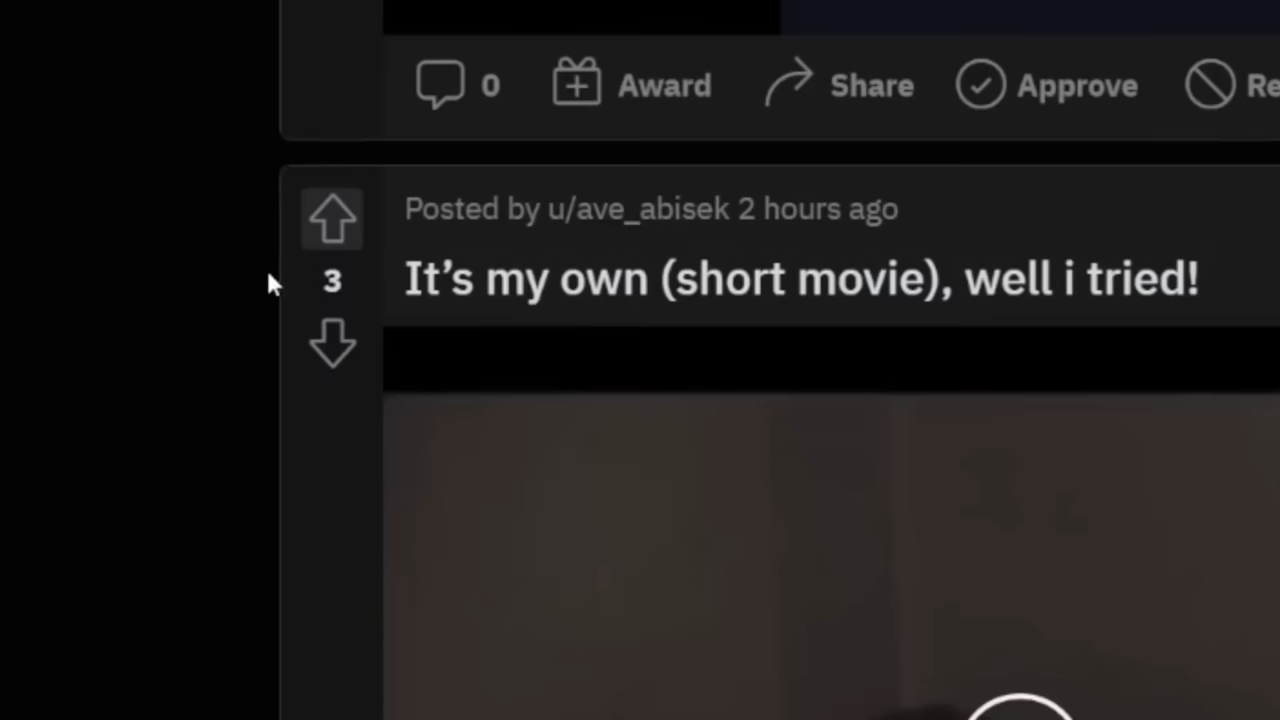 0 Award Share Approve
Posted by u/ave_abisek 2 hours ago
3
It's my own (short movie), well i tried!